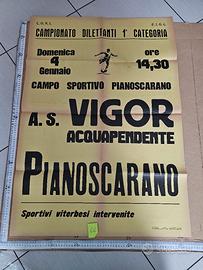 C.O.N.I. F.I.G.C.
CAMPIONATO DILETTANTI 1ª CATEGORIA
Domenica ore
4 14,30
Gennaio
CAMPO SPORTIVO PIANOSCARANO
A. S. VIGOR
ACQUAPENDENTE
PIANOSCARANO
Sportivi viterbesi intervenite